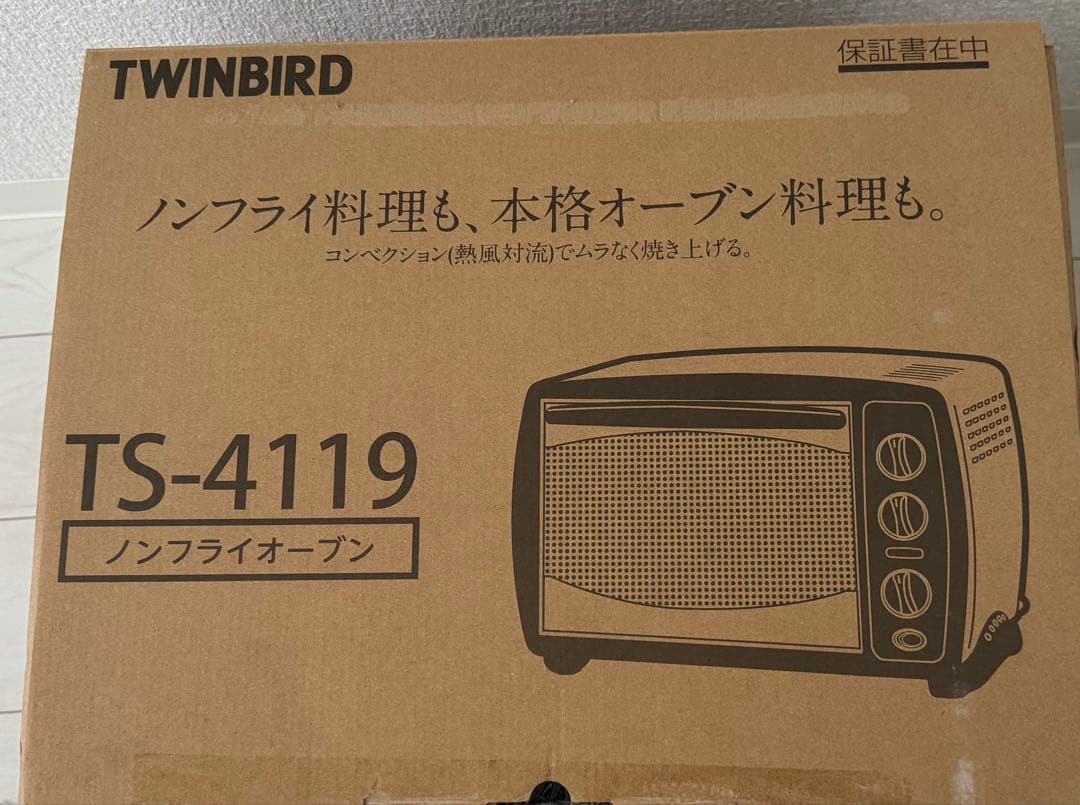 TWINBIRD
保証書在中
ノンフライ料理も、本格オーブン料理も。
コンベクション(熱風対流)でムラなく焼き上げる。
TS-4119
ノンフライオーブン